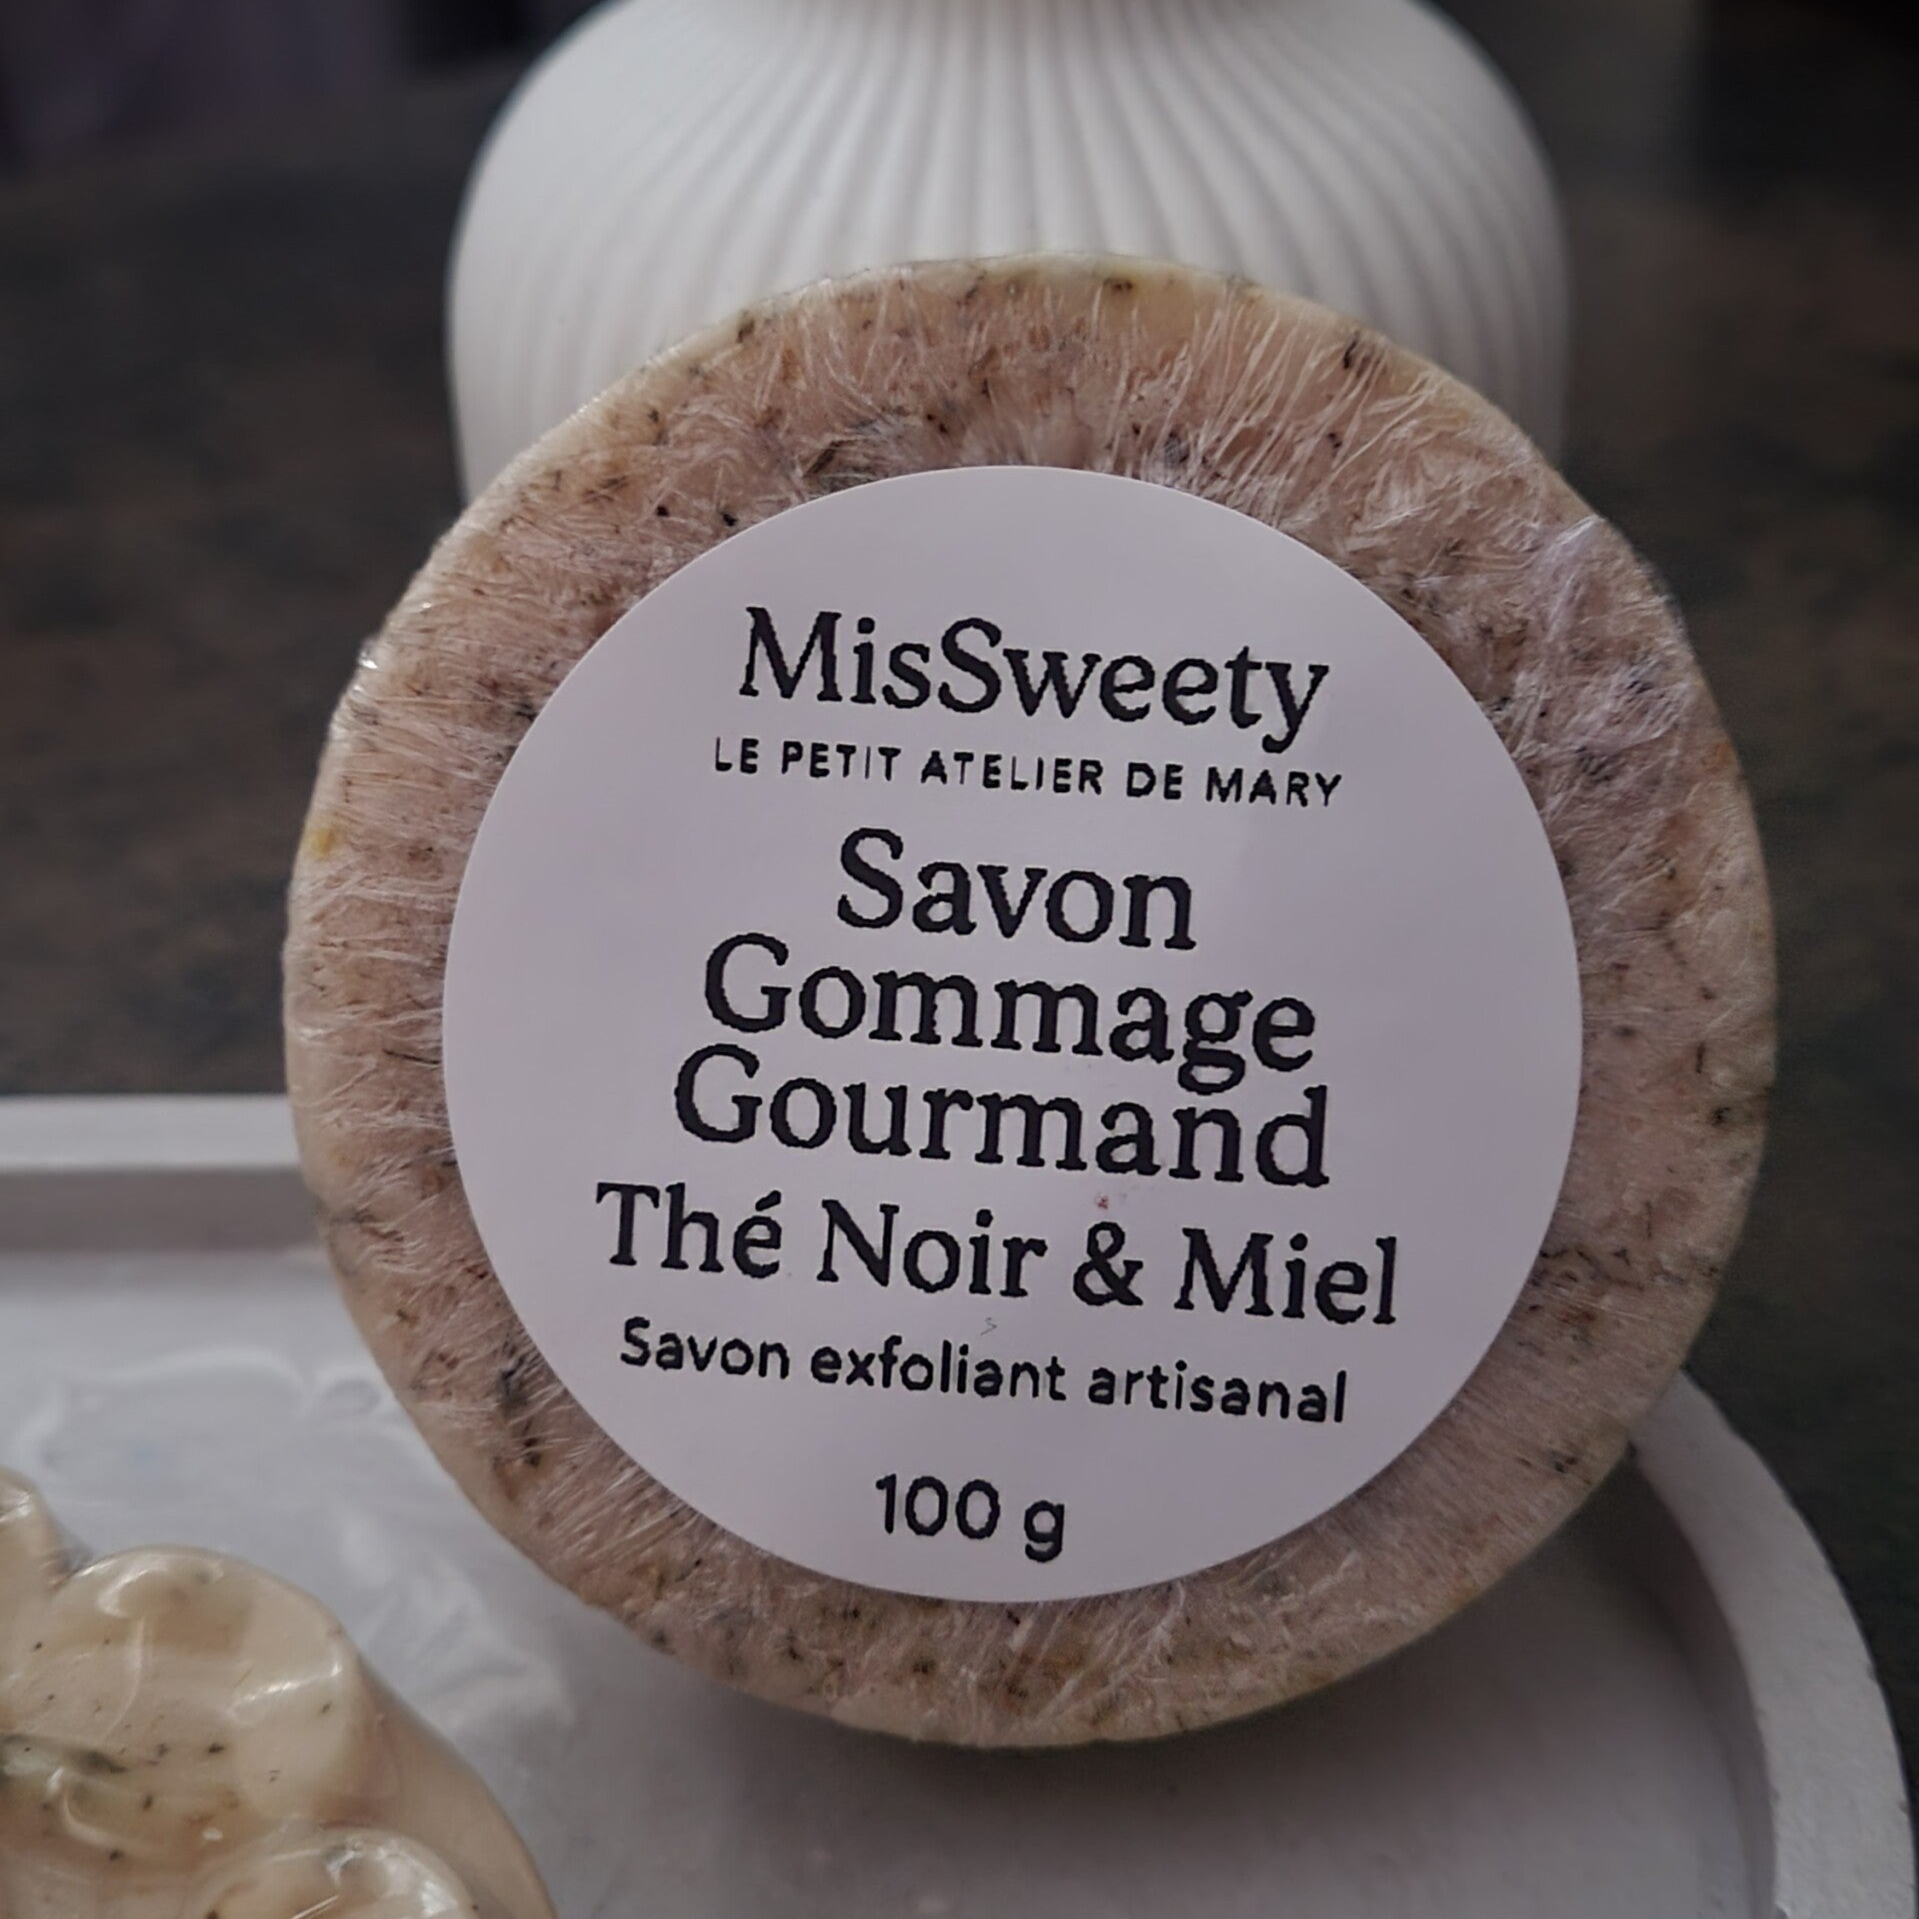 MisSweety
LE PETIT ATELIER DE MARY
Savon
Gommage
Gourmand
Thé Noir & Miel
Savon exfoliant artisanal
100 g